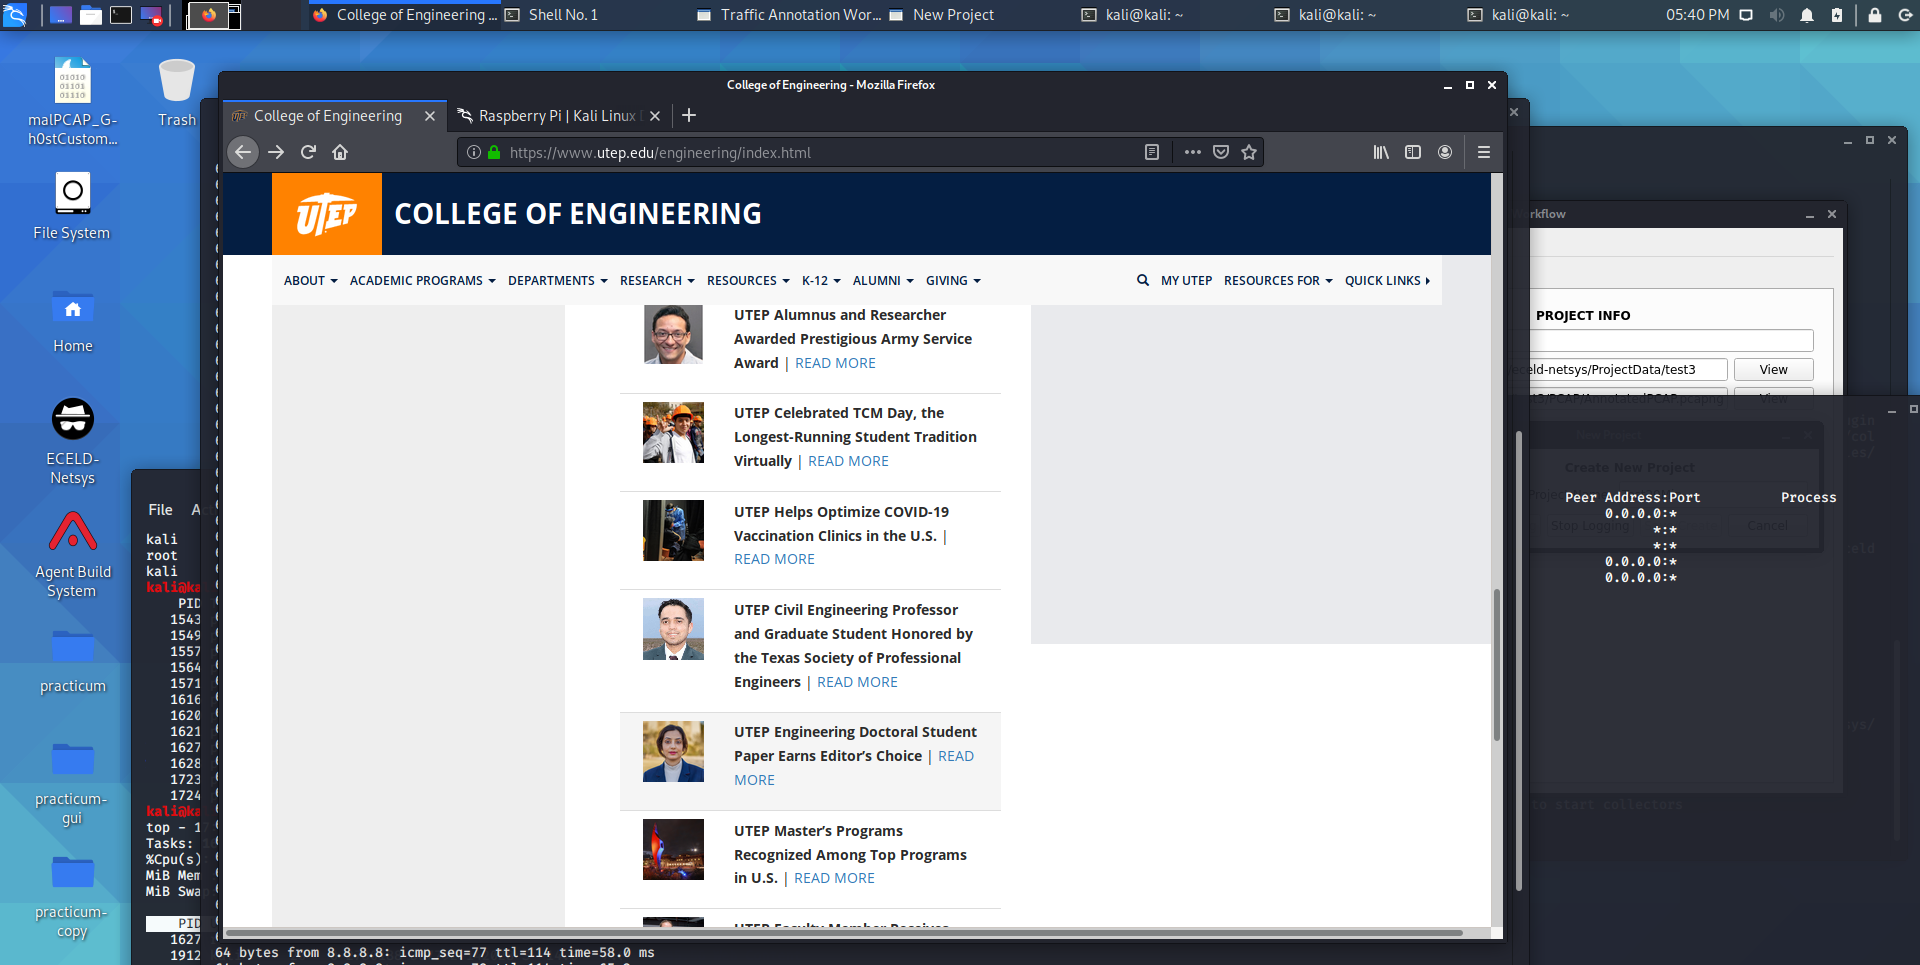 College of Engineering ...
Shell No. 1
Traffic Annotation Wor...
New Project
kali@kali: ~
kali@kali: ~
kali@kali: ~
05:40 PM
malPCAP_G-
h0stCustom...
Trash
File System
Home
ECELD-
Netsys
Agent Build
System
practicum
practicum-
gui
practicum-
copy
College of Engineering - Mozilla Firefox
College of Engineering
Raspberry Pi | Kali Linux
https://www.utep.edu/engineering/index.html
UTEP
COLLEGE OF ENGINEERING
ABOUT
ACADEMIC PROGRAMS
DEPARTMENTS
RESEARCH
RESOURCES
K-12
ALUMNI
GIVING
MY UTEP
RESOURCES FOR
QUICK LINKS
UTEP Alumnus and Researcher
Awarded Prestigious Army Service
Award | READ MORE
UTEP Celebrated TCM Day, the
Longest-Running Student Tradition
Virtually | READ MORE
UTEP Helps Optimize COVID-19
Vaccination Clinics in the U.S. |
READ MORE
UTEP Civil Engineering Professor
and Graduate Student Honored by
the Texas Society of Professional
Engineers | READ MORE
UTEP Engineering Doctoral Student
Paper Earns Editor's Choice | READ
MORE
UTEP Master's Programs
Recognized Among Top Programs
in U.S. | READ MORE
UTEP Faculty Member Receives
orkflow
PROJECT INFO
eceld-netsys/ProjectData/test3
View
View
Create New Project
Stop Logging
Cancel
Peer Address:Port
Process
0.0.0.0:*
*:*
*:*
0.0.0.0:*
0.0.0.0:*
to start collectors
File
kali
root
kali
kali@ka
PID
1543
1549
1557
1564
1571
1616
1620
1621
1627
1628
1723
1724
kali@ka
top - 1
Tasks:
%Cpu(s)
MiB Mem
MiB Swa
PID
1627
1912
64 bytes from 8.8.8.8: icmp_seq=77 ttl=114 time=58.0 ms